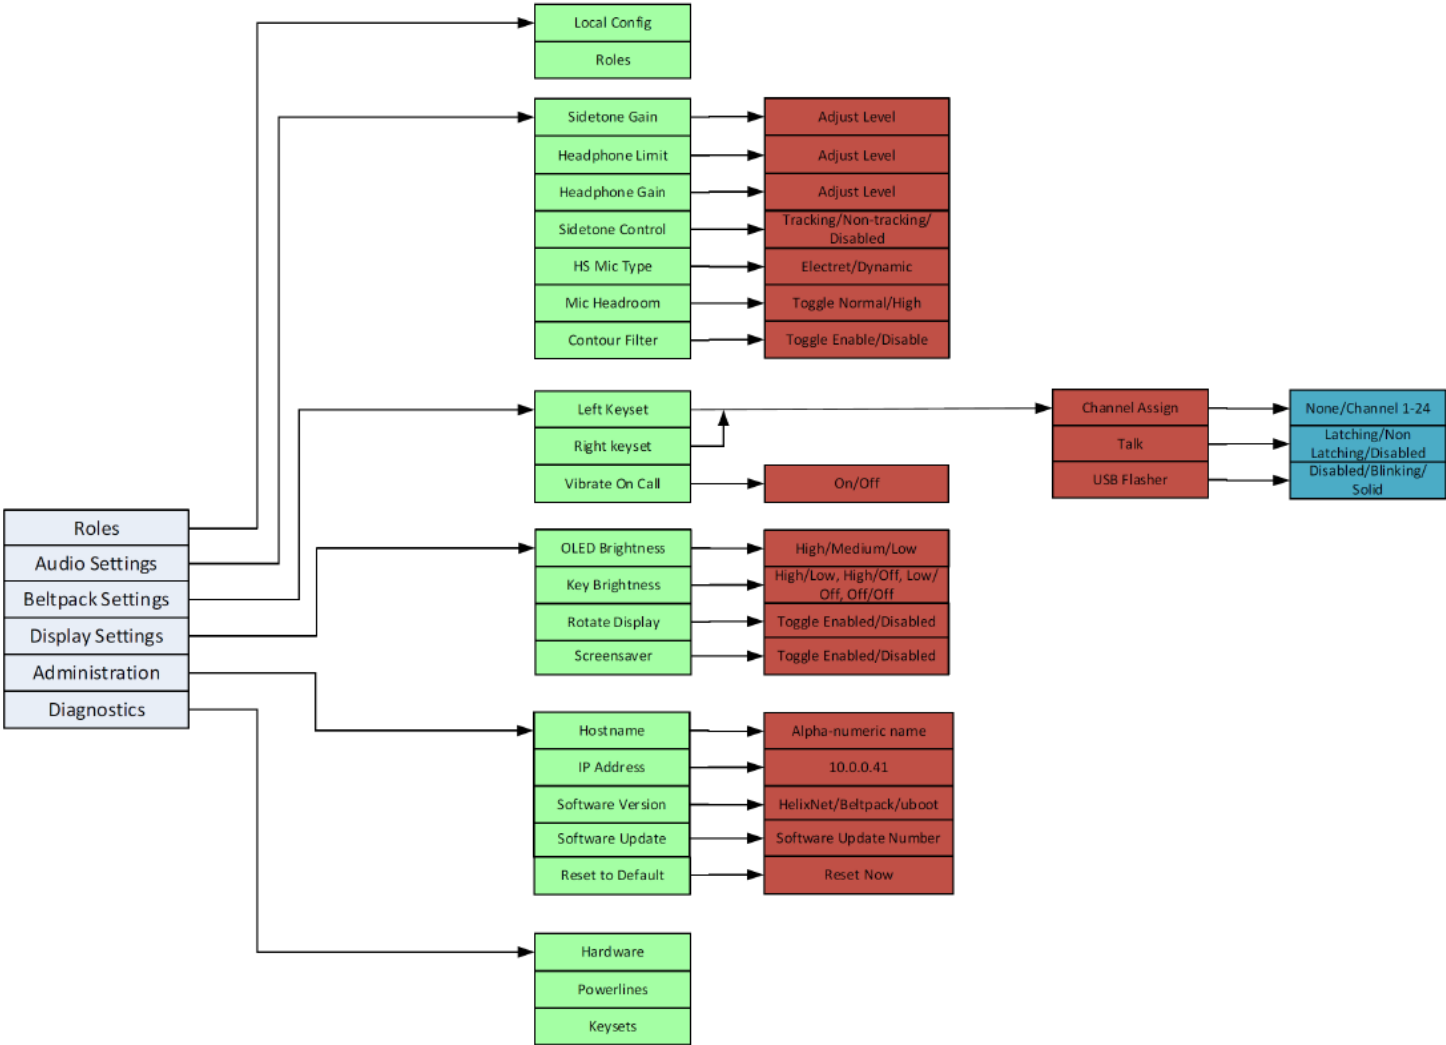 Local Config
Roles
Sidetone Gain
Adjust Level
Headphone Limit
Adjust Level
Headphone Gain
Adjust Level
Sidetone Control
Tracking/Non-tracking/
Disabled
HS Mic Type
Electret/Dynamic
Mic Headroom
Toggle Normal/High
Contour Filter
Toggle Enable/Disable
Left Keyset
Channel Assign
None/Channel 1-24
Right keyset
Talk
Latching/Non
Latching/Disabled
Vibrate On Call
On/Off
USB Flasher
Disabled/Blinking/
Solid
Roles
Audio Settings
Beltpack Settings
Display Settings
Administration
Diagnostics
OLED Brightness
High/Medium/Low
Key Brightness
High/Low, High/Off, Low/
Off, Off/Off
Rotate Display
Toggle Enabled/Disabled
Screensaver
Toggle Enabled/Disabled
Hostname
Alpha-numeric name
IP Address
10.0.0.41
Software Version
HelixNet/Beltpack/uboot
Software Update
Software Update Number
Reset to Default
Reset Now
Hardware
Powerlines
Keysets